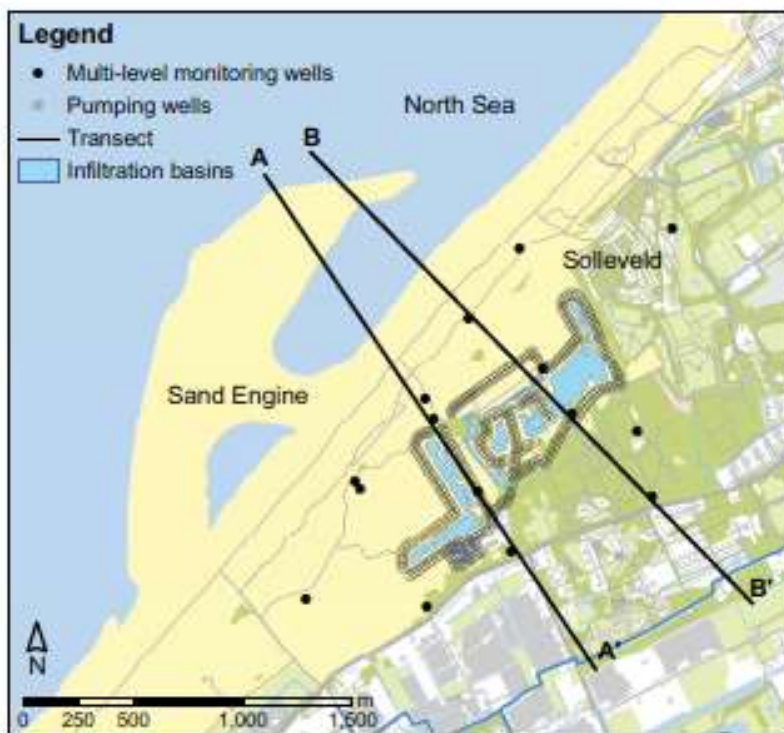 Legend
Multi-level monitoring wells
Pumping wells
Transect
Infiltration basins
North Sea
A
B
Solleveld
Sand Engine
B'
A'
N
m
0 250 500 1,000 1,500